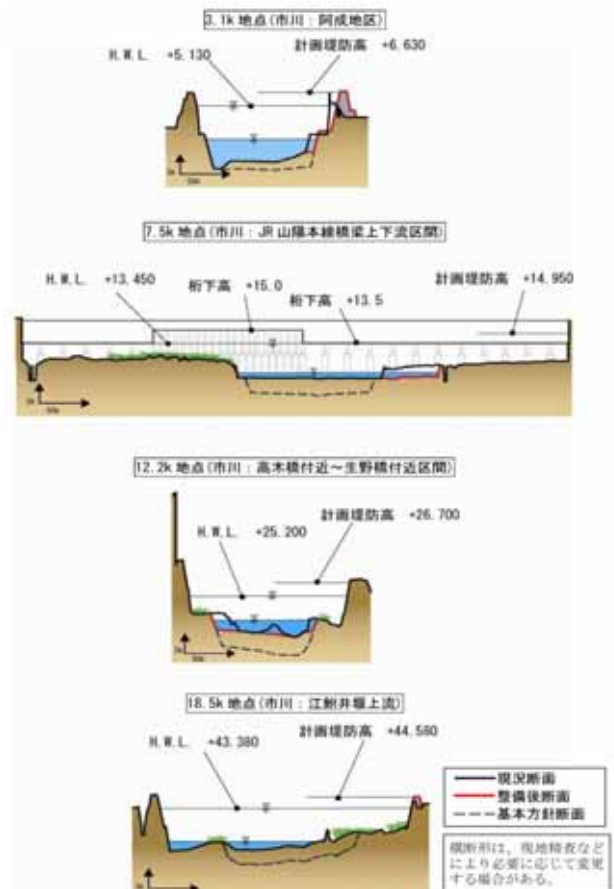 3.1k 地点(市川：阿成地区)
H.W.L. +5.130
計画堤防高 +6.630
7.5k 地点(市川：JR 山陽本線橋梁上下流区間)
H.W.L. +13.450
桁下高 +15.0
桁下高 +13.5
計画堤防高 +14.950
12.2k 地点(市川：高木橋付近～生野橋付近区間)
H.W.L. +25.200
計画堤防高 +26.700
18.5k 地点(市川：江鮒井堰上流)
H.W.L. +43.380
計画堤防高 +44.580
現況断面
整備後断面
基本方針断面
横断形は、現地精査など
により必要に応じて変更
する場合がある。